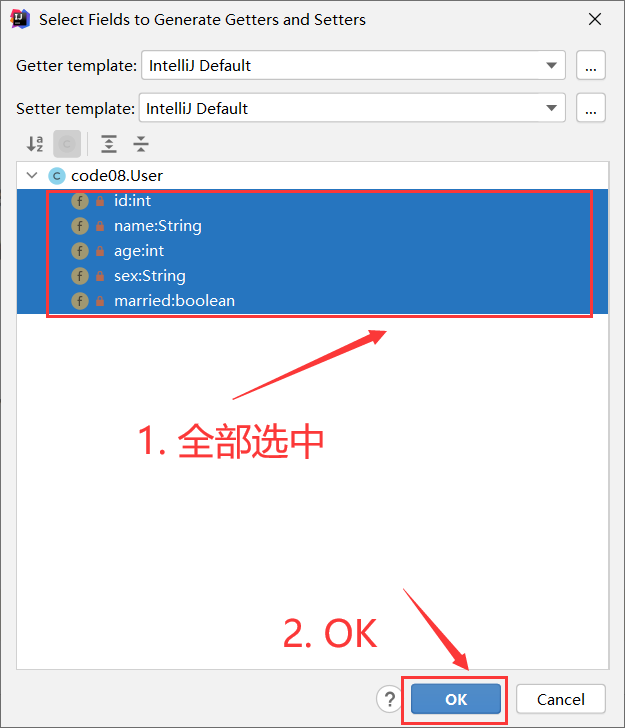 Select Fields to Generate Getters and Setters
Getter template: IntelliJ Default ...
Setter template: IntelliJ Default ...
code08.User
id:int
name:String
age:int
sex:String
married:boolean
1. 全部选中
2. OK
? OK Cancel